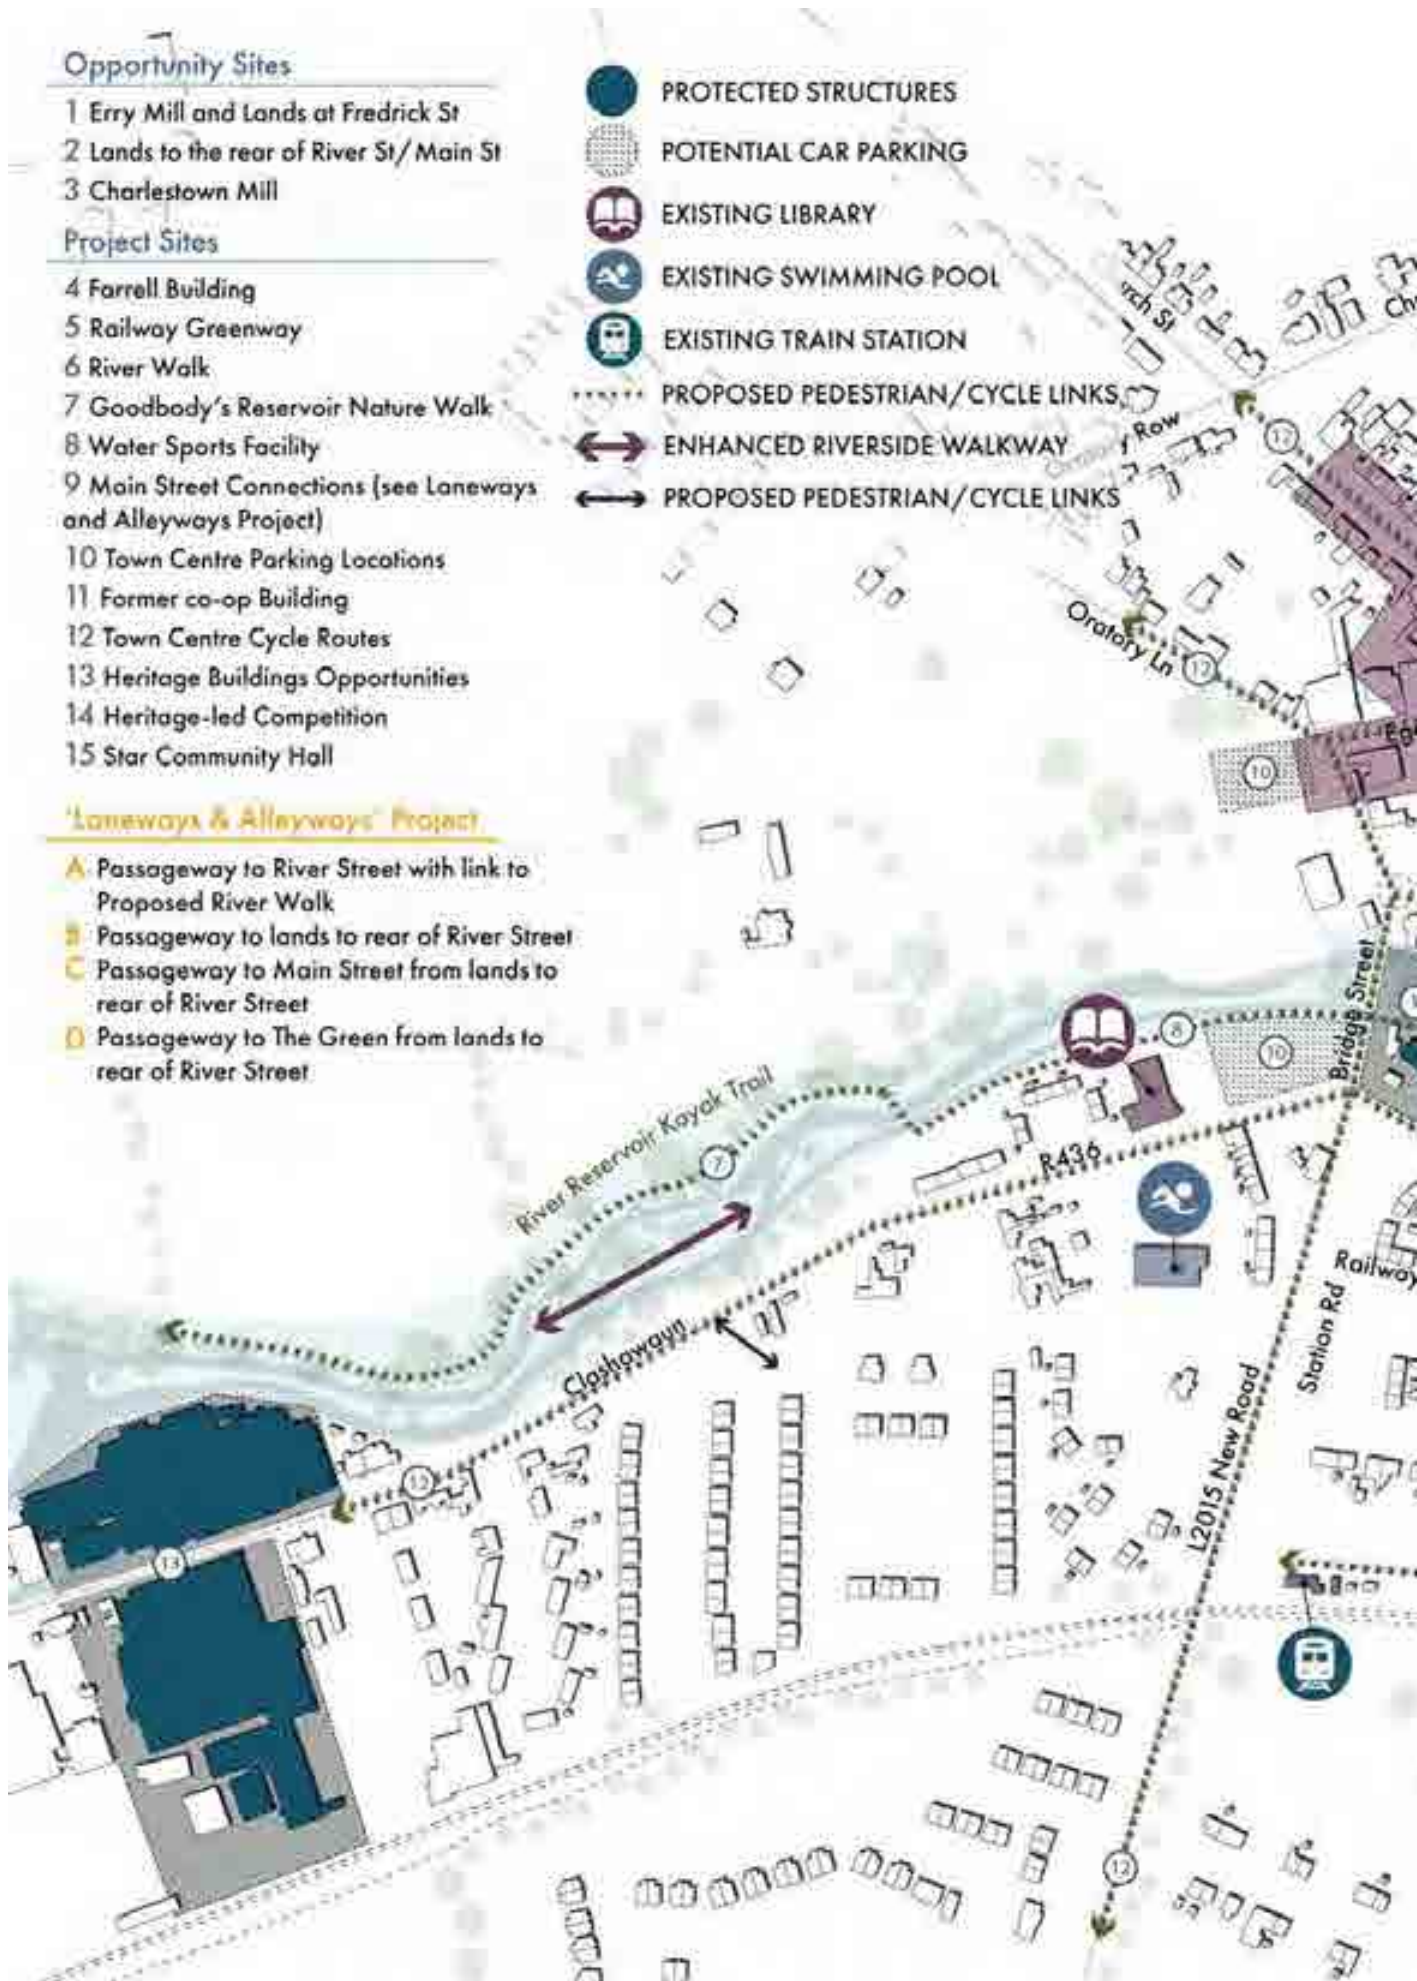 Opportunity Sites
1 Erry Mill and Lands at Fredrick St
2 Lands to the rear of River St/Main St
3 Charlestown Mill
Project Sites
4 Farrell Building
5 Railway Greenway
6 River Walk
7 Goodbody's Reservoir Nature Walk
8 Water Sports Facility
9 Main Street Connections (see Laneways
and Alleyways Project)
10 Town Centre Parking Locations
11 Former co-op Building
12 Town Centre Cycle Routes
13 Heritage Buildings Opportunities
14 Heritage-led Competition
15 Star Community Hall
'Laneways & Alleyways' Project
A Passageway to River Street with link to
Proposed River Walk
B Passageway to lands to rear of River Street
C Passageway to Main Street from lands to
rear of River Street
D Passageway to The Green from lands to
rear of River Street
PROTECTED STRUCTURES
POTENTIAL CAR PARKING
EXISTING LIBRARY
EXISTING SWIMMING POOL
EXISTING TRAIN STATION
PROPOSED PEDESTRIAN/CYCLE LINKS
ENHANCED RIVERSIDE WALKWAY
PROPOSED PEDESTRIAN/CYCLE LINKS
rch St
Ch
Row
12
Oratory Ln
12
10
Bridge Street
8
10
River Reservoir Kayak Trail
7
R436
Clashawaun
Railway
Station Rd
L2015 New Road
13
12